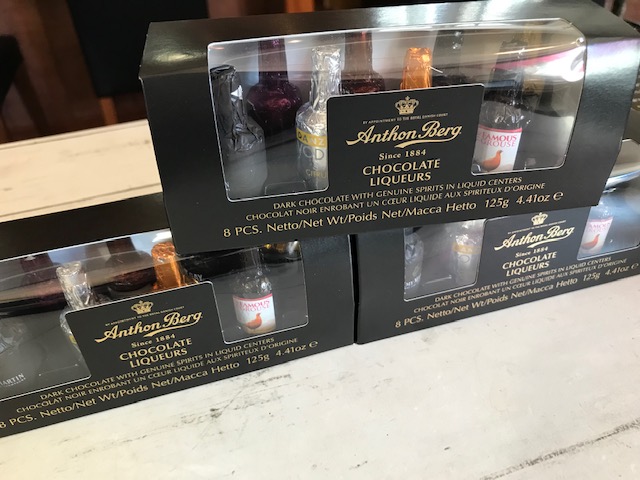 BY APPOINTMENT TO THE ROYAL DANISH COURT
Anthon Berg
Since 1884
CHOCOLATE
LIQUEURS
DARK CHOCOLATE WITH GENUINE SPIRITS IN LIQUID CENTERS
CHOCOLAT NOIR ENROBANT UN CŒUR LIQUIDE AUX SPIRITEUX D'ORIGINE
8 PCS. Netto/Net Wt/Poids Net/Macca Hetto 125g 4.41oz e
FAMOUS
GROUSE
Anthon Berg
Since 1884
CHOCOLATE
LIQUEURS
DARK CHOCOLATE WITH GENUINE SPIRITS IN LIQUID CENTERS
CHOCOLAT NOIR ENROBANT UN CŒUR LIQUIDE AUX SPIRITEUX D'ORIGINE
8 PCS. Netto/Net Wt/Poids Net/Macca Hetto 125g 4.41oz e
FAMOUS
GROUSE
MARTIN
Anthon Berg
Since 1884
CHOCOLATE
LIQUEURS
DARK CHOCOLATE WITH GENUINE SPIRITS IN LIQUID CENTERS
CHOCOLAT NOIR ENROBANT UN CŒUR LIQUIDE AUX SPIRITEUX D'ORIGINE
8 PCS. Netto/Net Wt/Poids Net/Macca Hetto 125g 4.41oz e